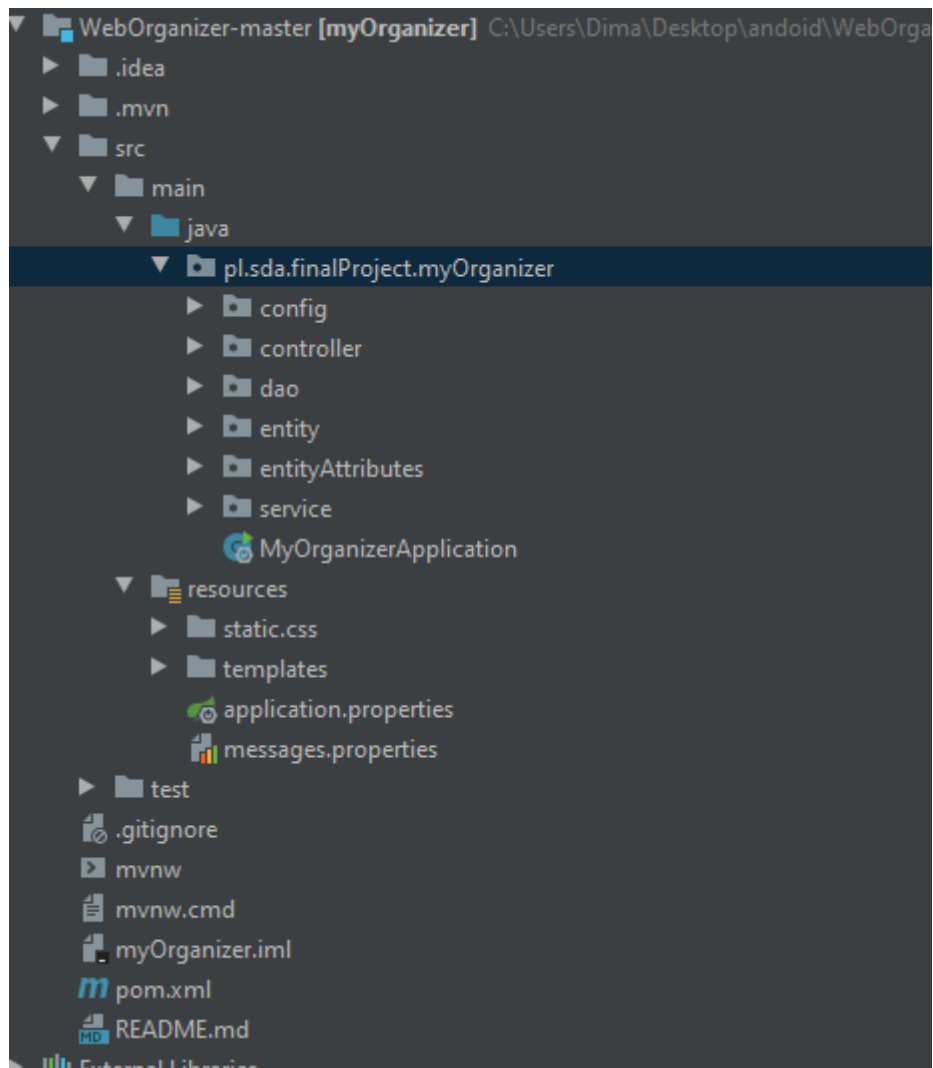 WebOrganizer-master [myOrganizer] C:\Users\Dima\Desktop\andoid\WebOrga
.idea
.mvn
src
main
java
pl.sda.finalProject.myOrganizer
config
controller
dao
entity
entityAttributes
service
MyOrganizerApplication
resources
static.css
templates
application.properties
messages.properties
test
.gitignore
mvnw
mvnw.cmd
myOrganizer.iml
pom.xml
README.md
External Libraries